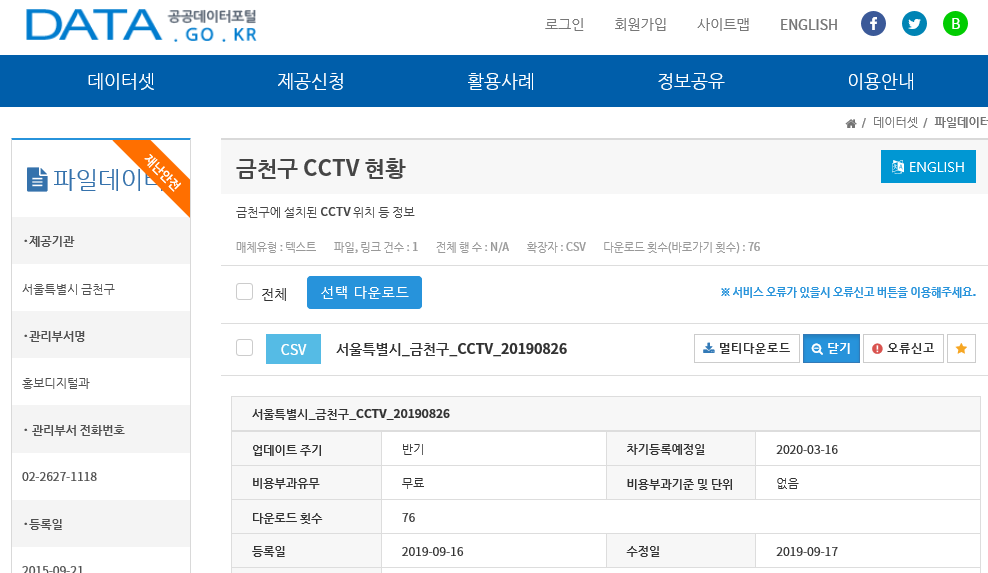 DATA 공공데이터포털
.GO.KR
로그인 회원가입 사이트맵 ENGLISH f B
데이터셋 제공신청 활용사례 정보공유 이용안내
/ 데이터셋 / 파일데이터
재난안전
파일데이터
·제공기관
서울특별시 금천구
·관리부서명
홍보디지털과
· 관리부서 전화번호
02-2627-1118
·등록일
2015-09-21
금천구 CCTV 현황
ENGLISH
금천구에 설치된 CCTV 위치 등 정보
매체유형 : 텍스트 파일, 링크 건수 : 1 전체 행 수 : N/A 확장자 : CSV 다운로드 횟수(바로가기 횟수) : 76
전체 선택 다운로드 ※ 서비스 오류가 있을시 오류신고 버튼을 이용해주세요.
CSV 서울특별시_금천구_CCTV_20190826 멀티다운로드 닫기 오류신고
서울특별시_금천구_CCTV_20190826
업데이트 주기 반기 차기등록예정일 2020-03-16
비용부과유무 무료 비용부과기준 및 단위 없음
다운로드 횟수 76
등록일 2019-09-16 수정일 2019-09-17